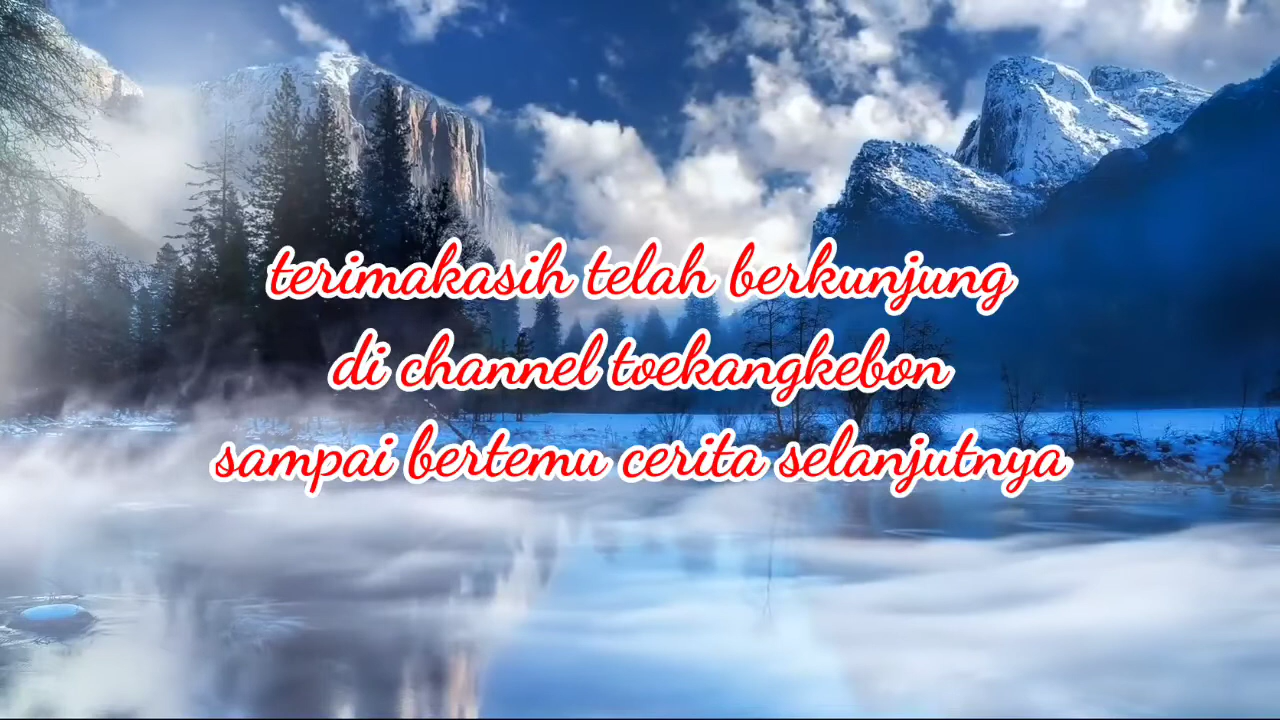 terimakasih telah berkunjung
di channel toekangkebon
sampai bertemu cerita selanjutnya